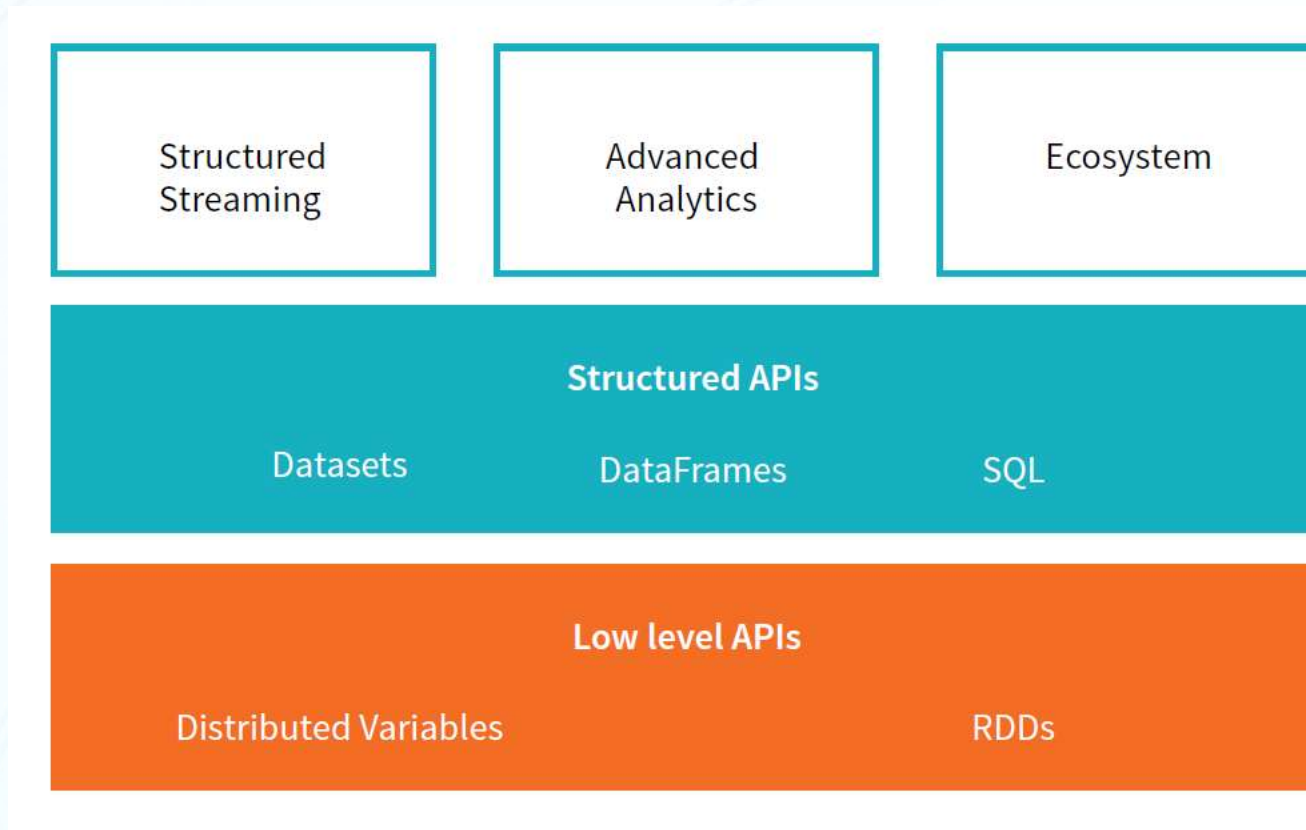 Structured
Streaming
Advanced
Analytics
Ecosystem
Structured APIs
Datasets
DataFrames
SQL
Low level APIs
Distributed Variables
RDDs